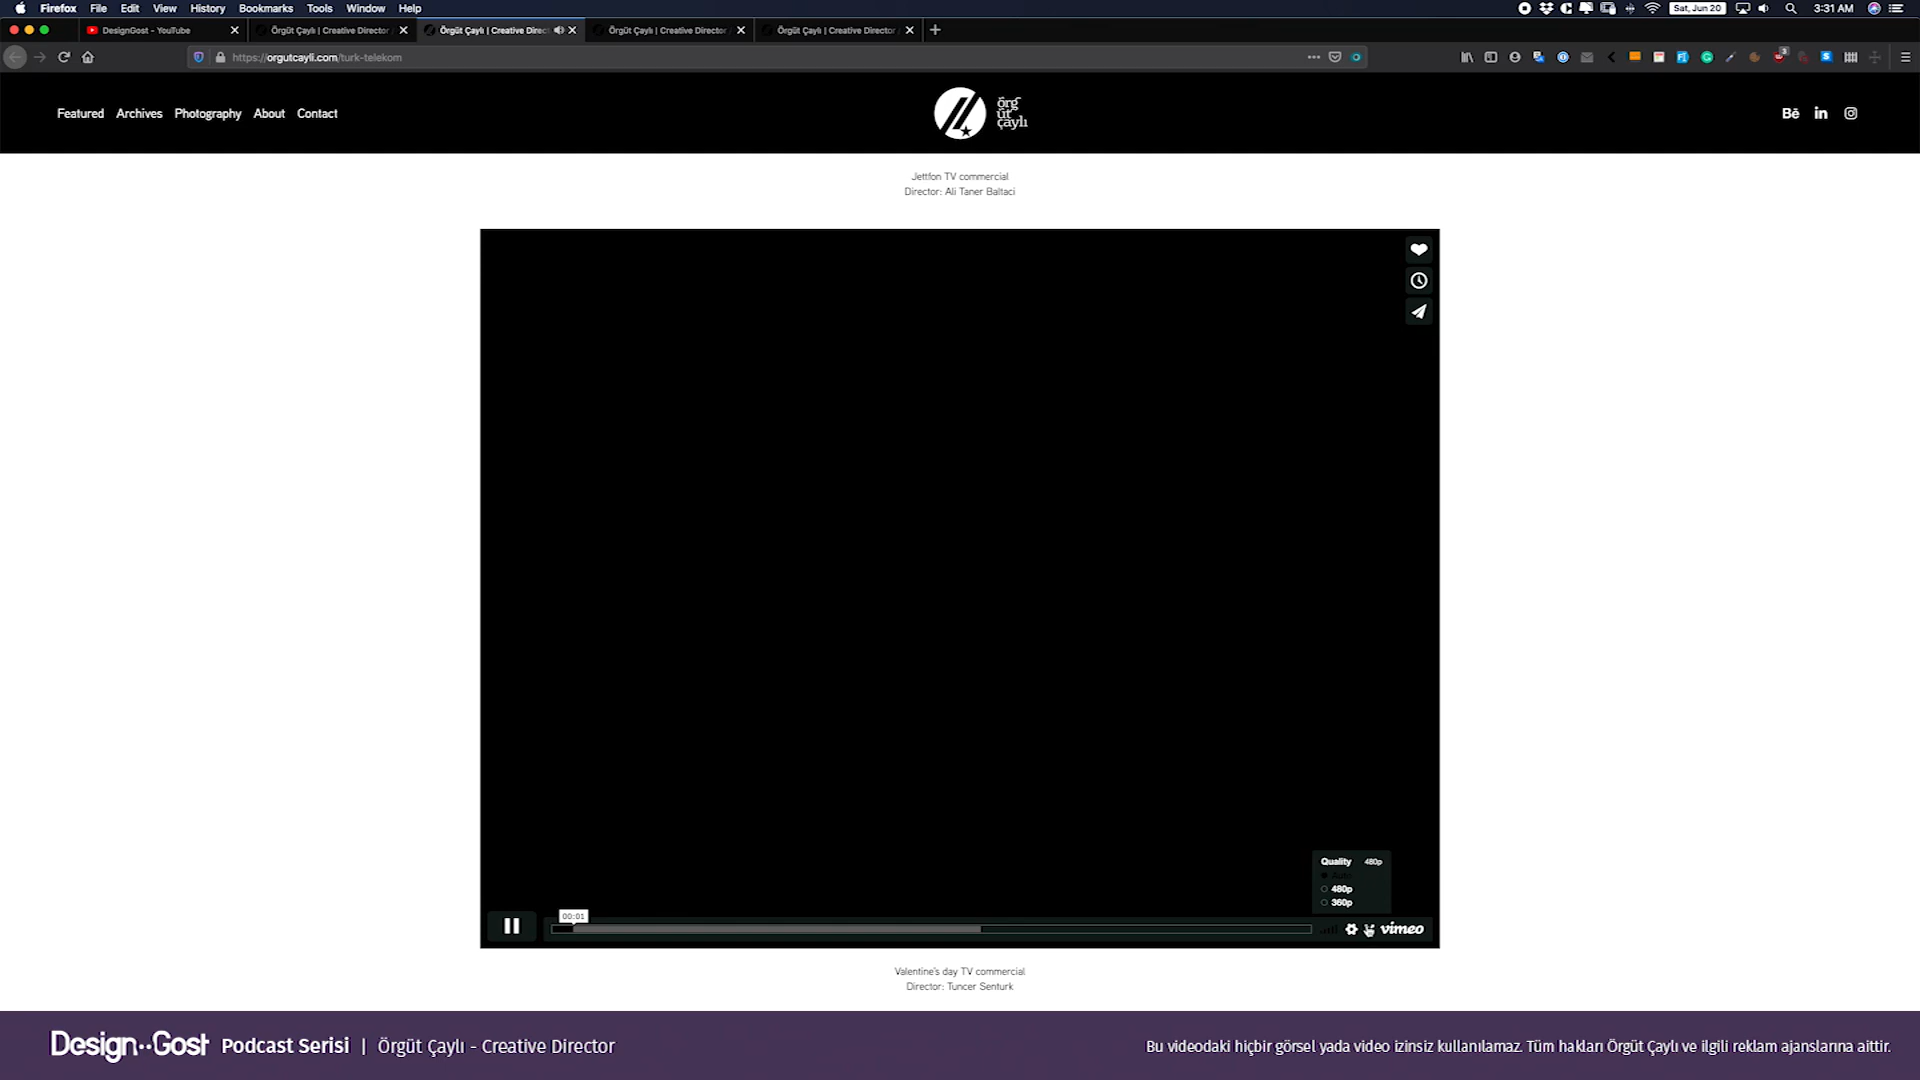 Firefox File Edit View History Bookmarks Tools Window Help
Sat, Jun 20 3:31 AM
DesignGost - YouTube
Örgüt Çaylı | Creative Director
Örgüt Çaylı | Creative Direc
Örgüt Çaylı | Creative Director
Örgüt Çaylı | Creative Director
https://orgutcayli.com/turk-telekom
Featured Archives Photography About Contact
örg
üt
çaylı
Bē in
Jettfon TV commercial
Director: Ali Taner Baltaci
Quality 480p
Auto
480p
360p
00:01
vimeo
Valentine's day TV commercial
Director: Tuncer Senturk
Design··Gost Podcast Serisi | Örgüt Çaylı - Creative Director
Bu videodaki hiçbir görsel yada video izinsiz kullanılamaz. Tüm hakları Örgüt Çaylı ve ilgili reklam ajanslarına aittir.